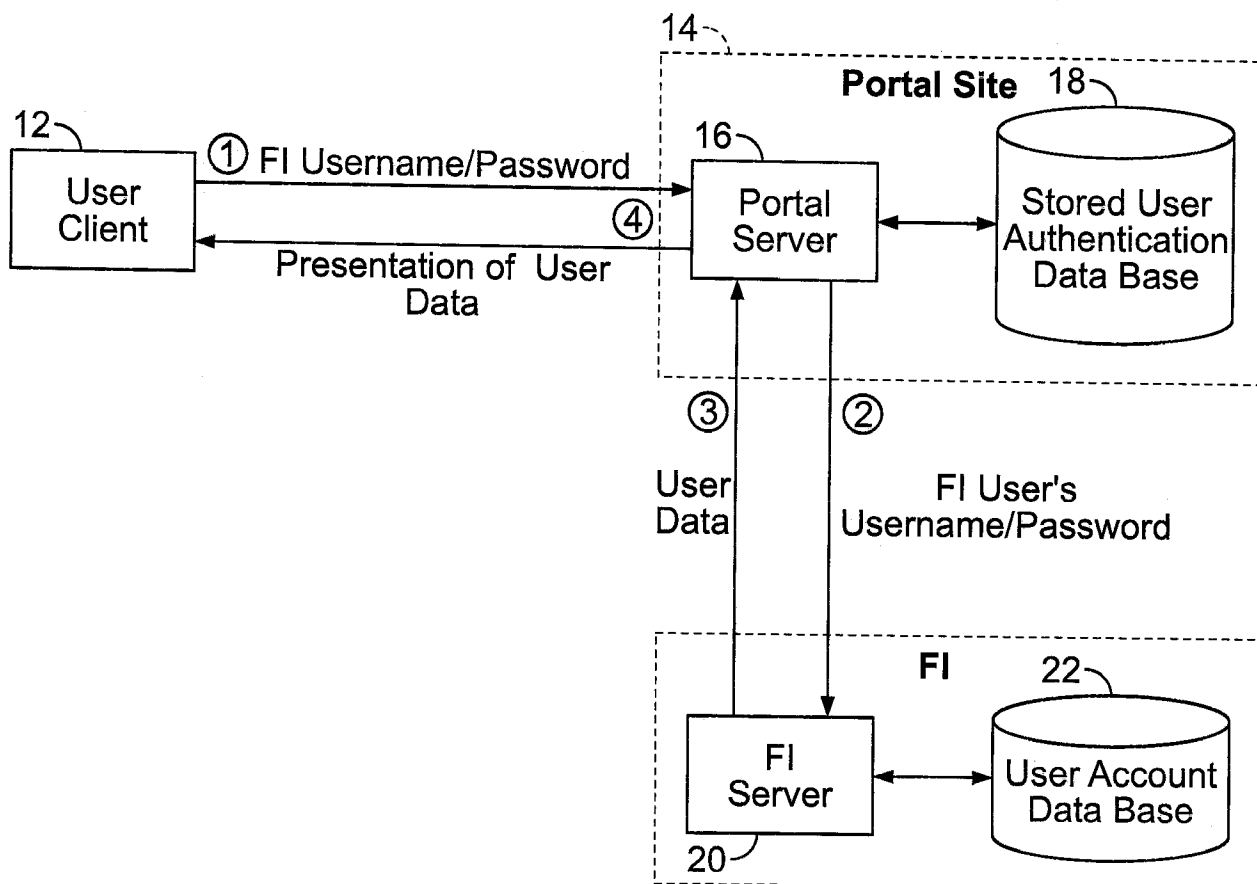 14
Portal Site
18
12
16
① FI Username/Password
User
Client
④
Portal
Server
Stored User
Authentication
Data Base
Presentation of User
Data
③
②
User
Data
FI User's
Username/Password
FI
22
FI
Server
User Account
Data Base
20